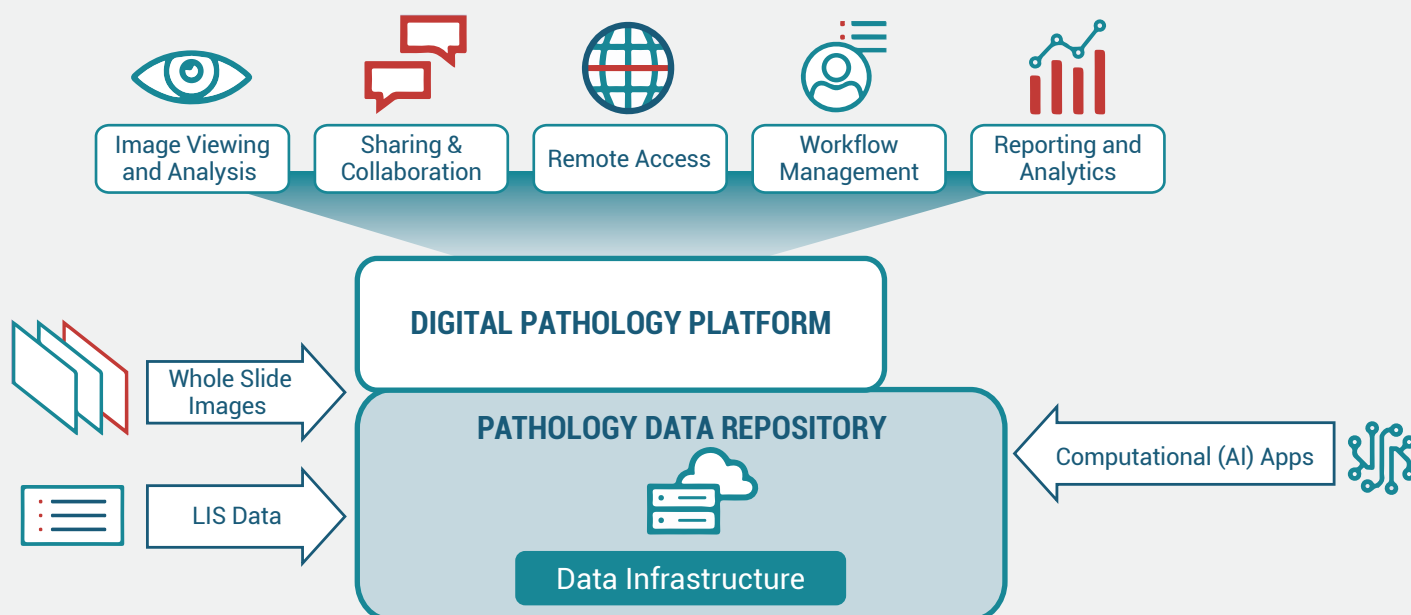 Image Viewing
and Analysis
Sharing &
Collaboration
Remote Access
Workflow
Management
Reporting and
Analytics
DIGITAL PATHOLOGY PLATFORM
Whole Slide
Images
PATHOLOGY DATA REPOSITORY
Computational (AI) Apps
LIS Data
Data Infrastructure